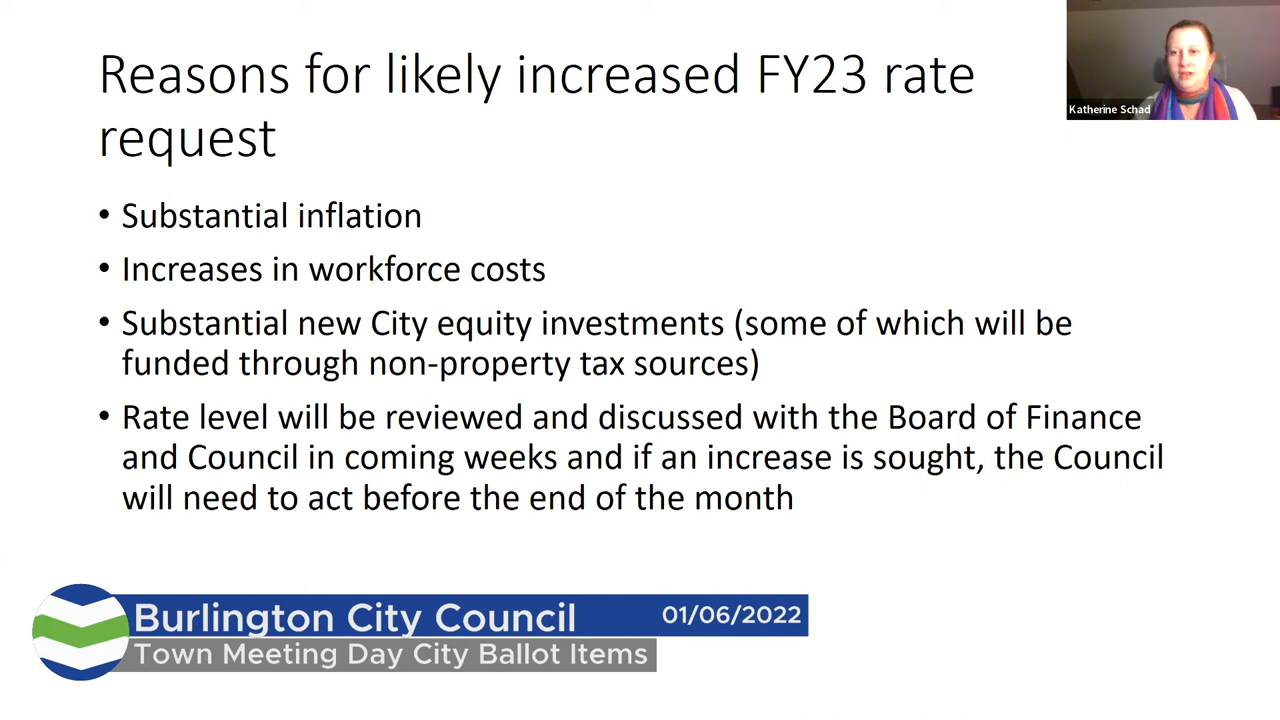 Reasons for likely increased FY23 rate
request
Katherine Schad
• Substantial inflation
• Increases in workforce costs
• Substantial new City equity investments (some of which will be
funded through non-property tax sources)
• Rate level will be reviewed and discussed with the Board of Finance
and Council in coming weeks and if an increase is sought, the Council
will need to act before the end of the month
Burlington City Council 01/06/2022
Town Meeting Day City Ballot Items